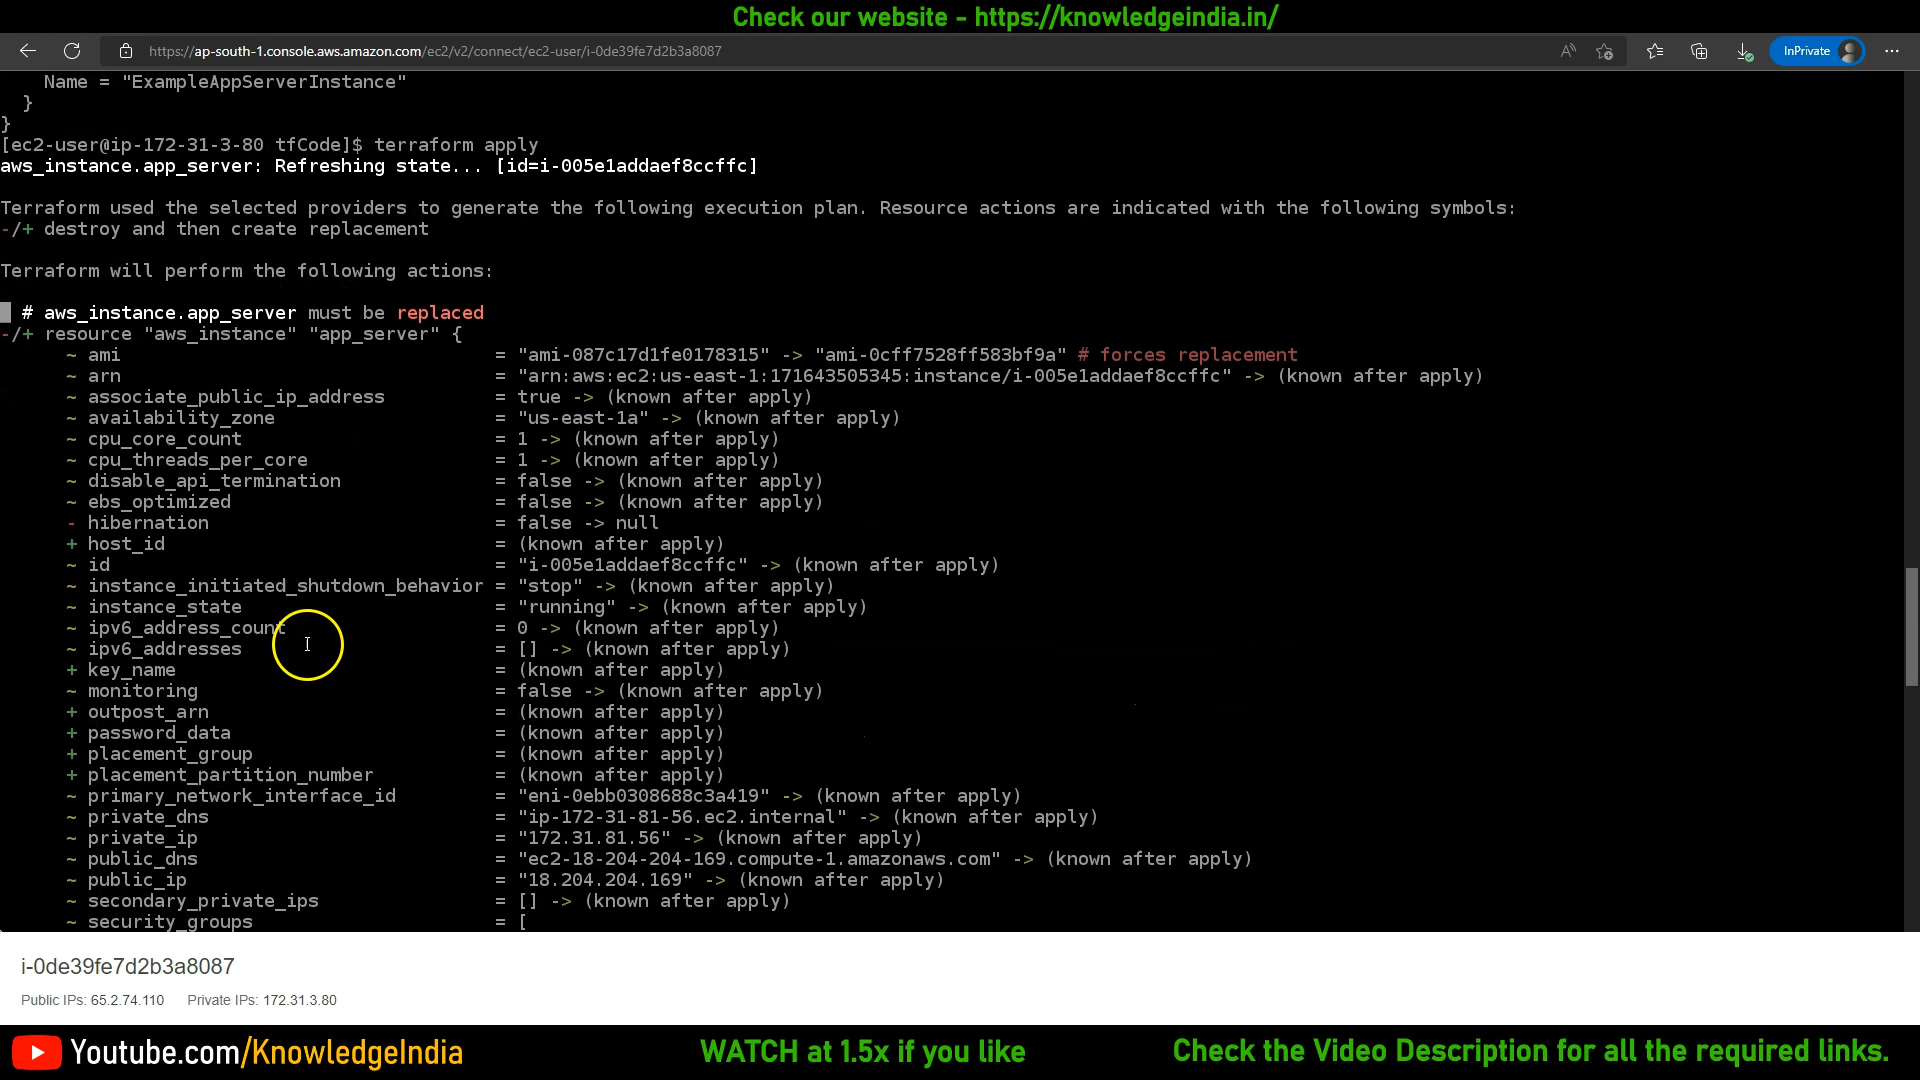 Check our website - https://knowledgeindia.in/
https://ap-south-1.console.aws.amazon.com/ec2/v2/connect/ec2-user/i-0de39fe7d2b3a8087
InPrivate
Name = "ExampleAppServerInstance"
}
}
[ec2-user@ip-172-31-3-80 tfCode]$ terraform apply
aws_instance.app_server: Refreshing state... [id=i-005e1addaef8ccffc]
Terraform used the selected providers to generate the following execution plan. Resource actions are indicated with the following symbols:
-/+ destroy and then create replacement
Terraform will perform the following actions:
# aws_instance.app_server must be replaced
-/+ resource "aws_instance" "app_server" {
~ ami = "ami-087c17d1fe0178315" -> "ami-0cff7528ff583bf9a" # forces replacement
~ arn = "arn:aws:ec2:us-east-1:171643505345:instance/i-005e1addaef8ccffc" -> (known after apply)
~ associate_public_ip_address = true -> (known after apply)
~ availability_zone = "us-east-1a" -> (known after apply)
~ cpu_core_count = 1 -> (known after apply)
~ cpu_threads_per_core = 1 -> (known after apply)
~ disable_api_termination = false -> (known after apply)
~ ebs_optimized = false -> (known after apply)
- hibernation = false -> null
+ host_id = (known after apply)
~ id = "i-005e1addaef8ccffc" -> (known after apply)
~ instance_initiated_shutdown_behavior = "stop" -> (known after apply)
~ instance_state = "running" -> (known after apply)
~ ipv6_address_count = 0 -> (known after apply)
~ ipv6_addresses = [] -> (known after apply)
+ key_name = (known after apply)
~ monitoring = false -> (known after apply)
+ outpost_arn = (known after apply)
+ password_data = (known after apply)
+ placement_group = (known after apply)
+ placement_partition_number = (known after apply)
~ primary_network_interface_id = "eni-0ebb0308688c3a419" -> (known after apply)
~ private_dns = "ip-172-31-81-56.ec2.internal" -> (known after apply)
~ private_ip = "172.31.81.56" -> (known after apply)
~ public_dns = "ec2-18-204-204-169.compute-1.amazonaws.com" -> (known after apply)
~ public_ip = "18.204.204.169" -> (known after apply)
~ secondary_private_ips = [] -> (known after apply)
~ security_groups = [
i-0de39fe7d2b3a8087
Public IPs: 65.2.74.110 Private IPs: 172.31.3.80
Youtube.com/KnowledgeIndia
WATCH at 1.5x if you like
Check the Video Description for all the required links.